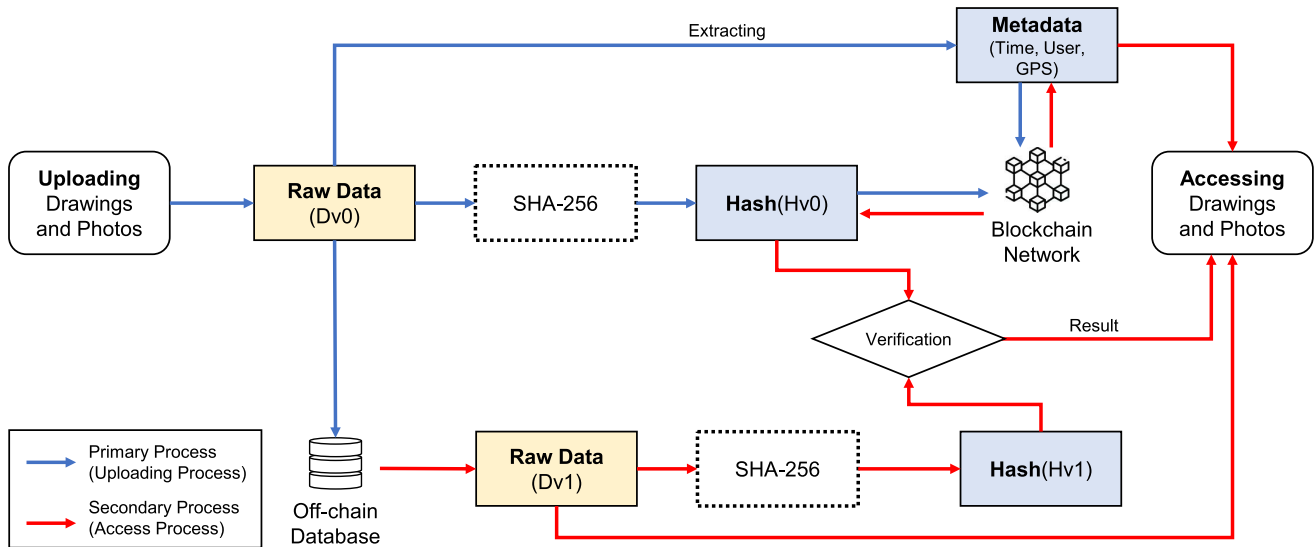 Extracting
Metadata
(Time, User,
GPS)
Uploading
Drawings
and Photos
Raw Data
(Dv0)
SHA-256
Hash(Hv0)
Blockchain
Network
Accessing
Drawings
and Photos
Verification
Result
Primary Process
(Uploading Process)
Secondary Process
(Access Process)
Off-chain
Database
Raw Data
(Dv1)
SHA-256
Hash(Hv1)